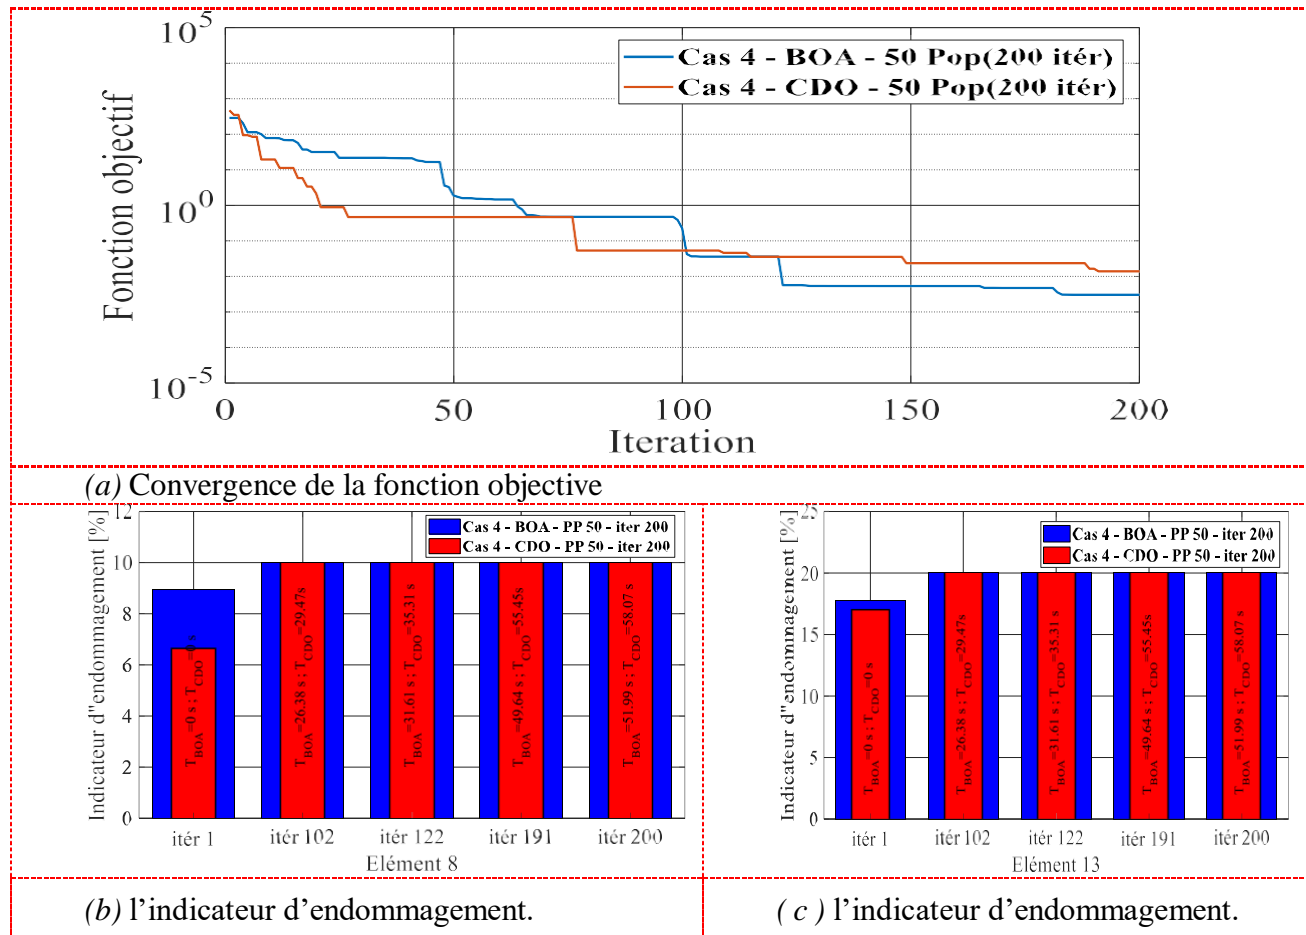 10^5
10^0
10^-5
Fonction objectif
Cas 4 - BOA - 50 Pop(200 itér)
Cas 4 - CDO - 50 Pop(200 itér)
0 50 100 150 200
Iteration
(a) Convergence de la fonction objective
Indicateur d"endommagement [%]
12
10
8
6
4
2
0
Cas 4 - BOA - PP 50 - iter 200
Cas 4 - CDO - PP 50 - iter 200
T_BOA=0 s ; T_CDO=0 s
T_BOA=26.38 s ; T_CDO=29.47s
T_BOA=31.61 s ; T_CDO=35.31 s
T_BOA=49.64 s ; T_CDO=55.45s
T_BOA=51.99 s ; T_CDO=58.07 s
itér 1 itér 102 itér 122 itér 191 itér 200
Elément 8
Indicateur d"endommagement [%]
25
20
15
10
5
0
Cas 4 - BOA - PP 50 - iter 200
Cas 4 - CDO - PP 50 - iter 200
T_BOA=0 s ; T_CDO=0 s
T_BOA=26.38 s ; T_CDO=29.47s
T_BOA=31.61 s ; T_CDO=35.31 s
T_BOA=49.64 s ; T_CDO=55.45s
T_BOA=51.99 s ; T_CDO=58.07 s
itér 1 itér 102 itér 122 itér 191 itér 200
Elément 13
(b) l’indicateur d’endommagement.
( c ) l’indicateur d’endommagement.